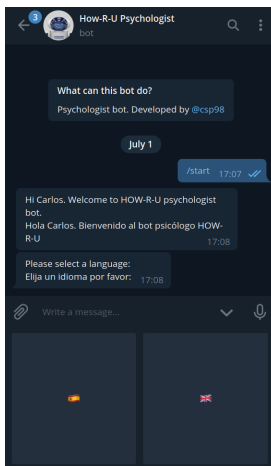 3
How-R-U Psychologist
bot
What can this bot do?
Psychologist bot. Developed by @csp98
July 1
/start 17:07
Hi Carlos. Welcome to HOW-R-U psychologist
bot.
Hola Carlos. Bienvenido al bot psicólogo HOW-
R-U
17:08
Please select a language:
Elija un idioma por favor: 17:08
Write a message...